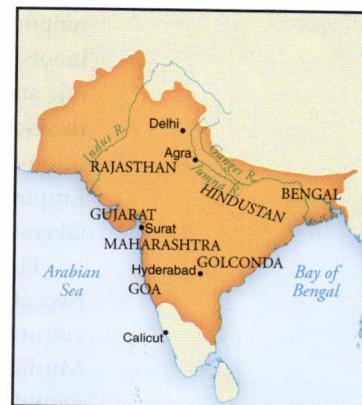 Delhi
Indus R.
Agra
Ganges R.
RAJASTHAN
Jumna R.
HINDUSTAN
BENGAL
GUJARAT
Surat
MAHARASHTRA
Arabian
Sea
Hyderabad
GOLCONDA
Bay of
Bengal
GOA
Calicut